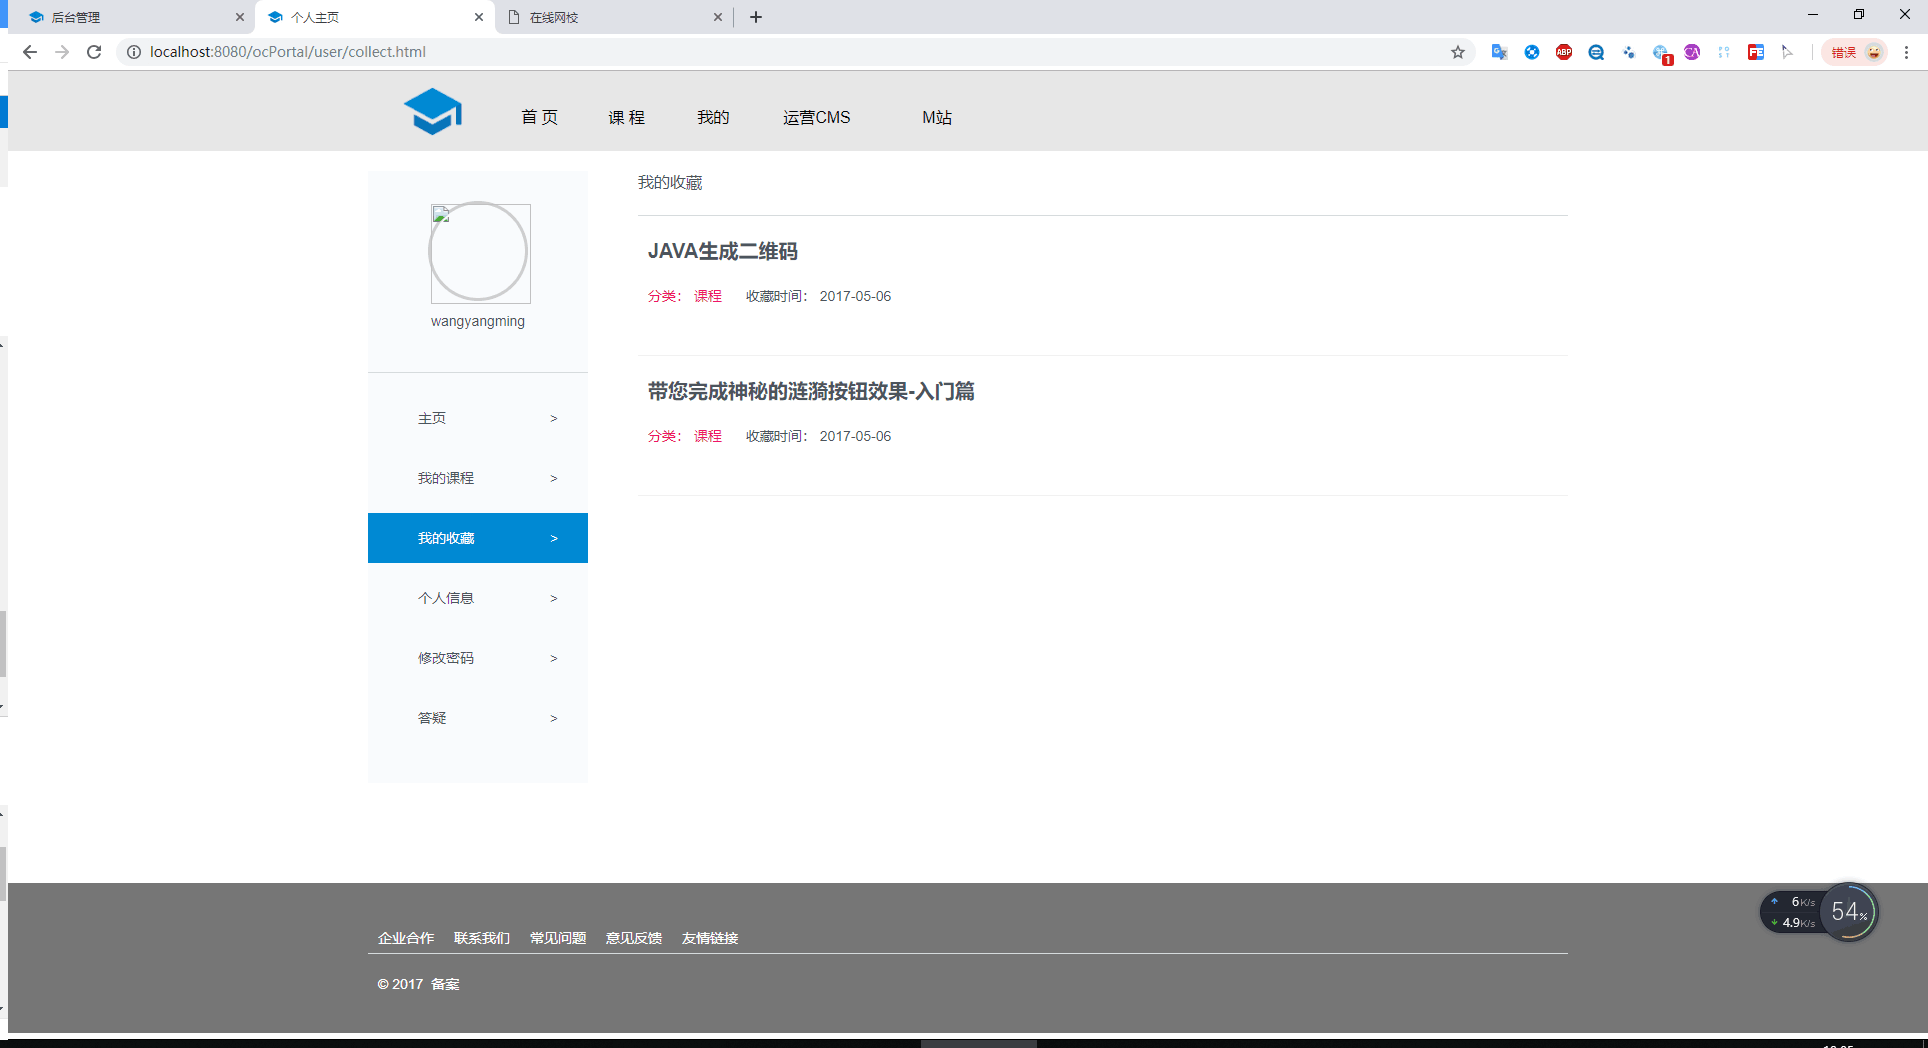 后台管理
个人主页
在线网校
localhost:8080/ocPortal/user/collect.html
ABP
1
CA
FE
错误
首 页
课 程
我的
运营CMS
M站
wangyangming
主页 >
我的课程 >
我的收藏 >
个人信息 >
修改密码 >
答疑 >
我的收藏
JAVA生成二维码
分类： 课程 收藏时间： 2017-05-06
带您完成神秘的涟漪按钮效果-入门篇
分类： 课程 收藏时间： 2017-05-06
企业合作 联系我们 常见问题 意见反馈 友情链接
© 2017 备案
6K/s
4.9K/s
54%